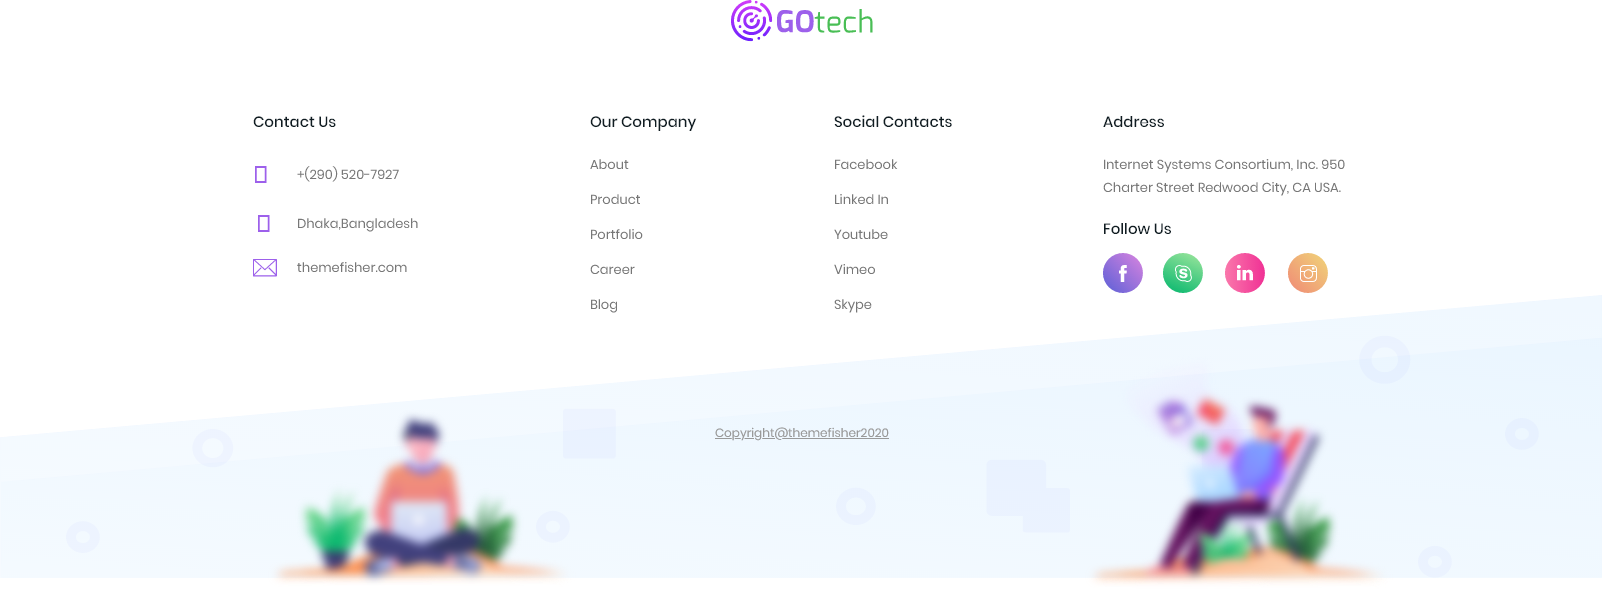 GOtech
Contact Us
+(290) 520-7927
Dhaka,Bangladesh
themefisher.com
Our Company
About
Product
Portfolio
Career
Blog
Social Contacts
Facebook
Linked In
Youtube
Vimeo
Skype
Address
Internet Systems Consortium, Inc. 950
Charter Street Redwood City, CA USA.
Follow Us
Copyright@themefisher2020